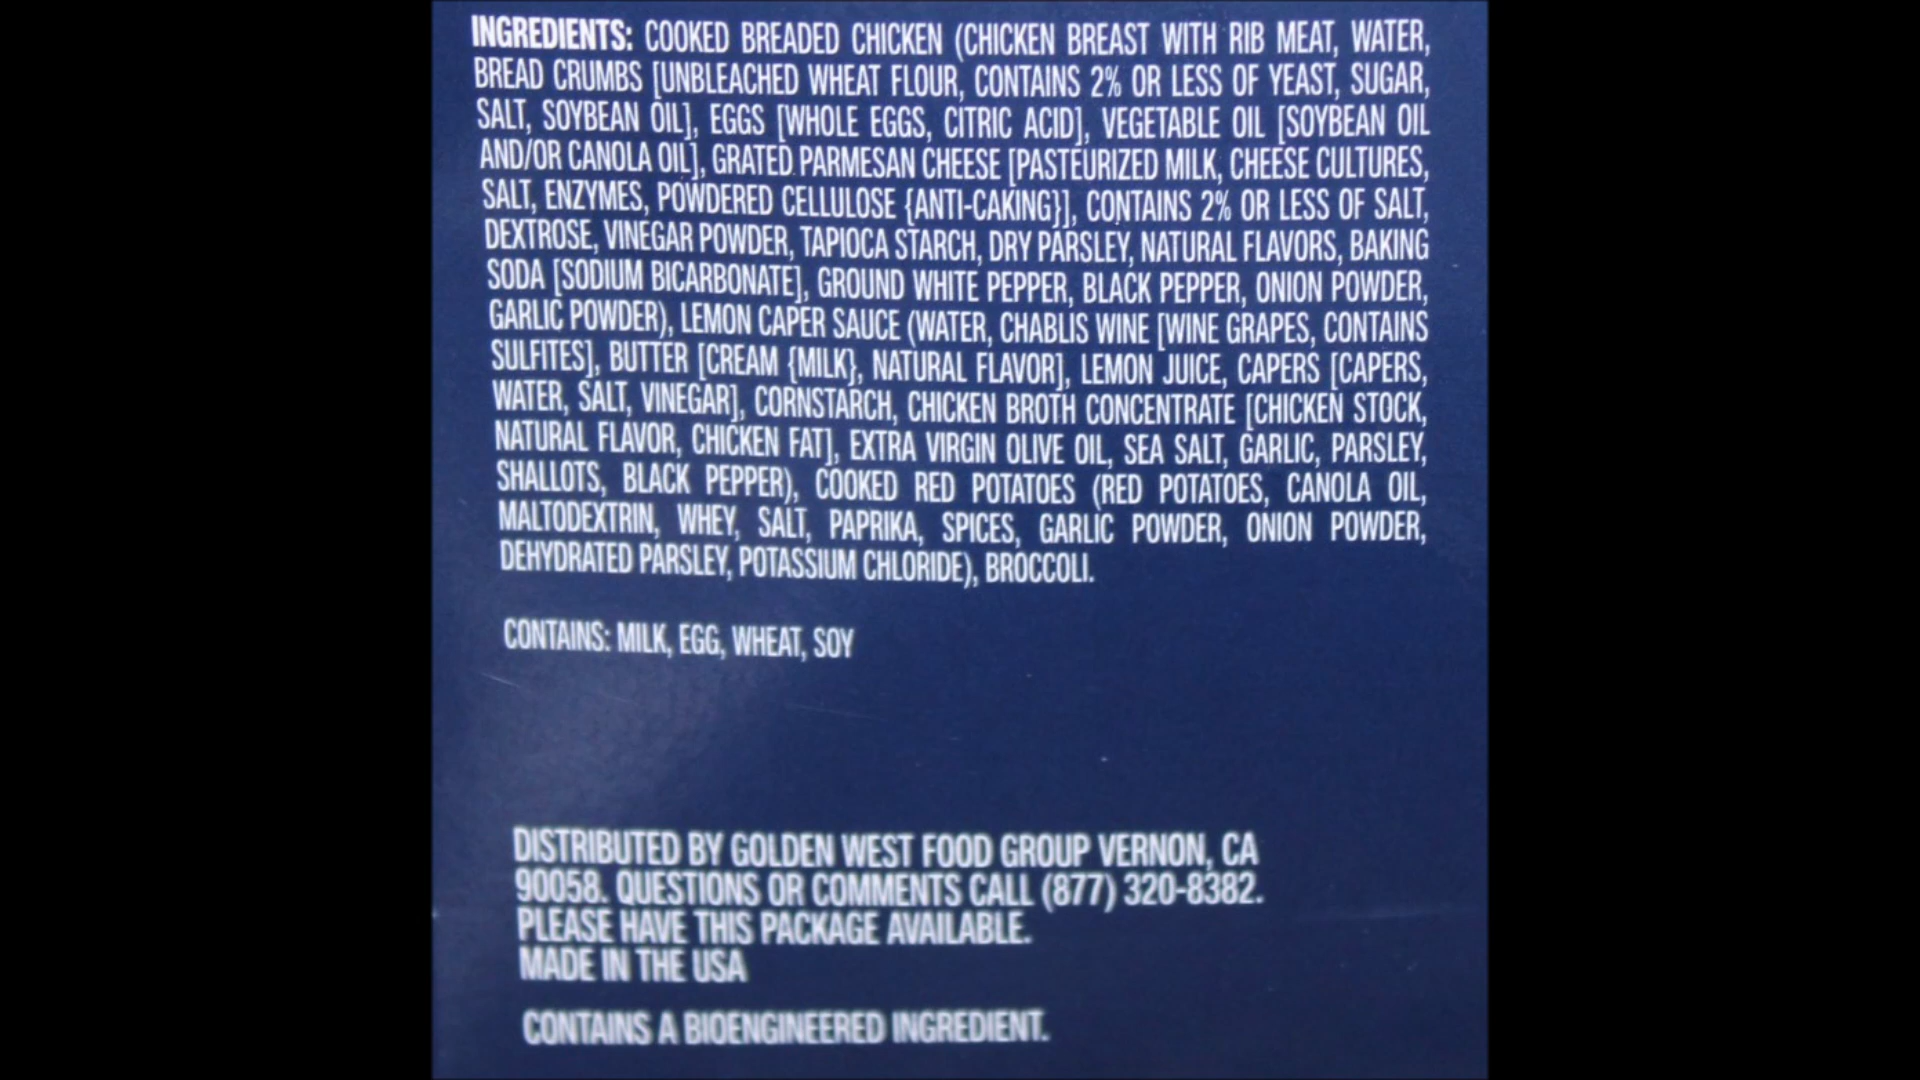 INGREDIENTS: COOKED BREADED CHICKEN (CHICKEN BREAST WITH RIB MEAT, WATER,
BREAD CRUMBS [UNBLEACHED WHEAT FLOUR, CONTAINS 2% OR LESS OF YEAST, SUGAR,
SALT, SOYBEAN OIL], EGGS [WHOLE EGGS, CITRIC ACID], VEGETABLE OIL [SOYBEAN OIL
AND/OR CANOLA OIL], GRATED PARMESAN CHEESE [PASTEURIZED MILK, CHEESE CULTURES,
SALT, ENZYMES, POWDERED CELLULOSE {ANTI-CAKING}], CONTAINS 2% OR LESS OF SALT,
DEXTROSE, VINEGAR POWDER, TAPIOCA STARCH, DRY PARSLEY, NATURAL FLAVORS, BAKING
SODA [SODIUM BICARBONATE], GROUND WHITE PEPPER, BLACK PEPPER, ONION POWDER,
GARLIC POWDER), LEMON CAPER SAUCE (WATER, CHABLIS WINE [WINE GRAPES, CONTAINS
SULFITES], BUTTER [CREAM {MILK}, NATURAL FLAVOR], LEMON JUICE, CAPERS [CAPERS,
WATER, SALT, VINEGAR], CORNSTARCH, CHICKEN BROTH CONCENTRATE [CHICKEN STOCK,
NATURAL FLAVOR, CHICKEN FAT], EXTRA VIRGIN OLIVE OIL, SEA SALT, GARLIC, PARSLEY,
SHALLOTS, BLACK PEPPER), COOKED RED POTATOES (RED POTATOES, CANOLA OIL,
MALTODEXTRIN, WHEY, SALT, PAPRIKA, SPICES, GARLIC POWDER, ONION POWDER,
DEHYDRATED PARSLEY, POTASSIUM CHLORIDE), BROCCOLI.
CONTAINS: MILK, EGG, WHEAT, SOY
DISTRIBUTED BY GOLDEN WEST FOOD GROUP VERNON, CA
90058. QUESTIONS OR COMMENTS CALL (877) 320-8382.
PLEASE HAVE THIS PACKAGE AVAILABLE.
MADE IN THE USA
CONTAINS A BIOENGINEERED INGREDIENT.